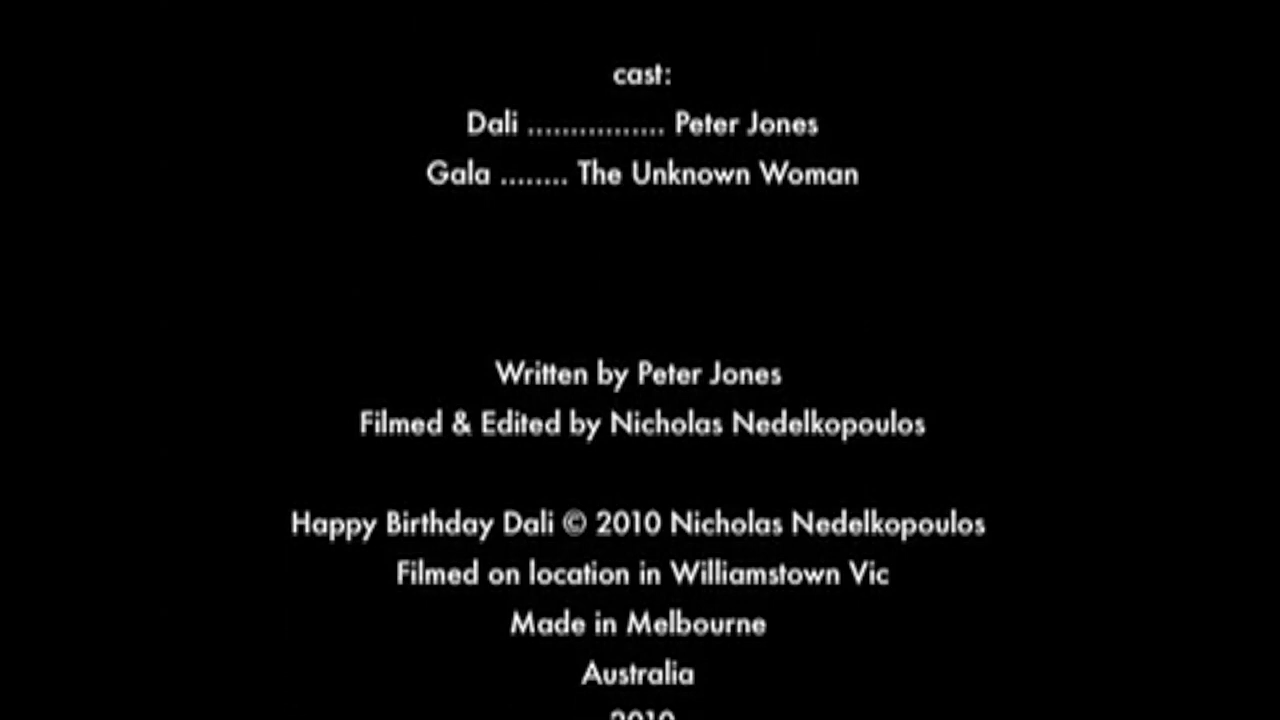 cast:
Dali ................ Peter Jones
Gala ........ The Unknown Woman
Written by Peter Jones
Filmed & Edited by Nicholas Nedelkopoulos
Happy Birthday Dali © 2010 Nicholas Nedelkopoulos
Filmed on location in Williamstown Vic
Made in Melbourne
Australia
2010